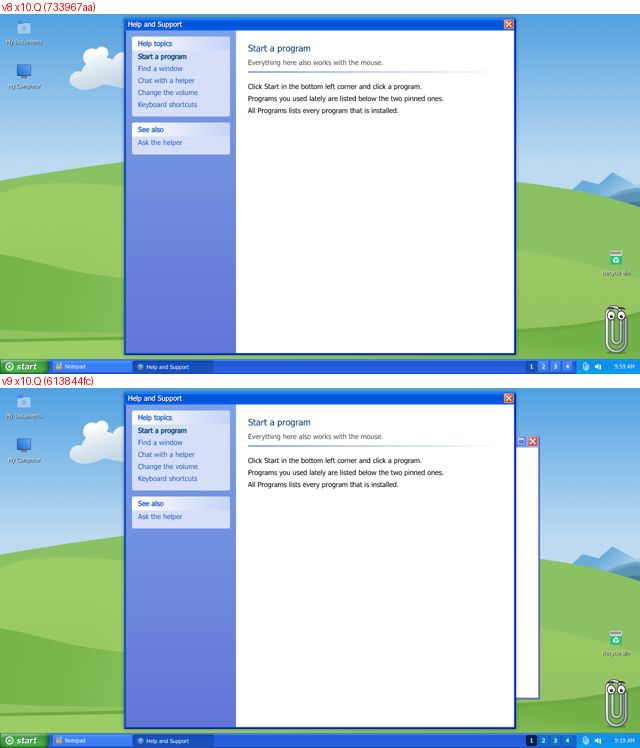 v8 x10.Q (733967aa)
Help and Support
My Documents
My Computer
Help topics
Start a program
Find a window
Chat with a helper
Change the volume
Keyboard shortcuts
See also
Ask the helper
Start a program
Everything here also works with the mouse.
Click Start in the bottom left corner and click a program.
Programs you used lately are listed below the two pinned ones.
All Programs lists every program that is installed.
Recycle Bin
start
Notepad
Help and Support
1 2 3 4
9:59 AM
v9 x10.Q (613844fc)
Help and Support
My Documents
My Computer
Help topics
Start a program
Find a window
Chat with a helper
Change the volume
Keyboard shortcuts
See also
Ask the helper
Start a program
Everything here also works with the mouse.
Click Start in the bottom left corner and click a program.
Programs you used lately are listed below the two pinned ones.
All Programs lists every program that is installed.
Recycle Bin
start
Notepad
Help and Support
1 2 3 4
9:19 AM